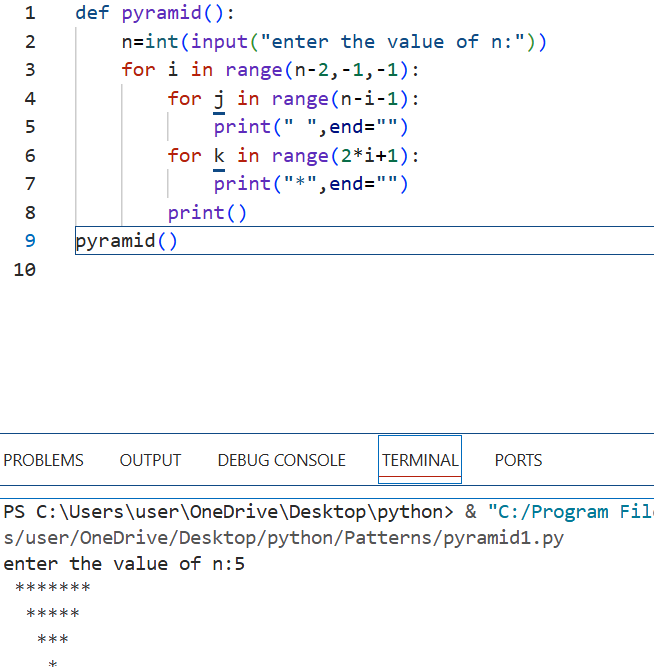 1 def pyramid():
2     n=int(input("enter the value of n:"))
3     for i in range(n-2,-1,-1):
4         for j in range(n-i-1):
5             print(" ",end="")
6         for k in range(2*i+1):
7             print("*",end="")
8         print()
9 pyramid()
10
PROBLEMS OUTPUT DEBUG CONSOLE TERMINAL PORTS
PS C:\Users\user\OneDrive\Desktop\python> & "C:/Program Fil
s/user/OneDrive/Desktop/python/Patterns/pyramid1.py
enter the value of n:5
 *******
  *****
   ***
    *